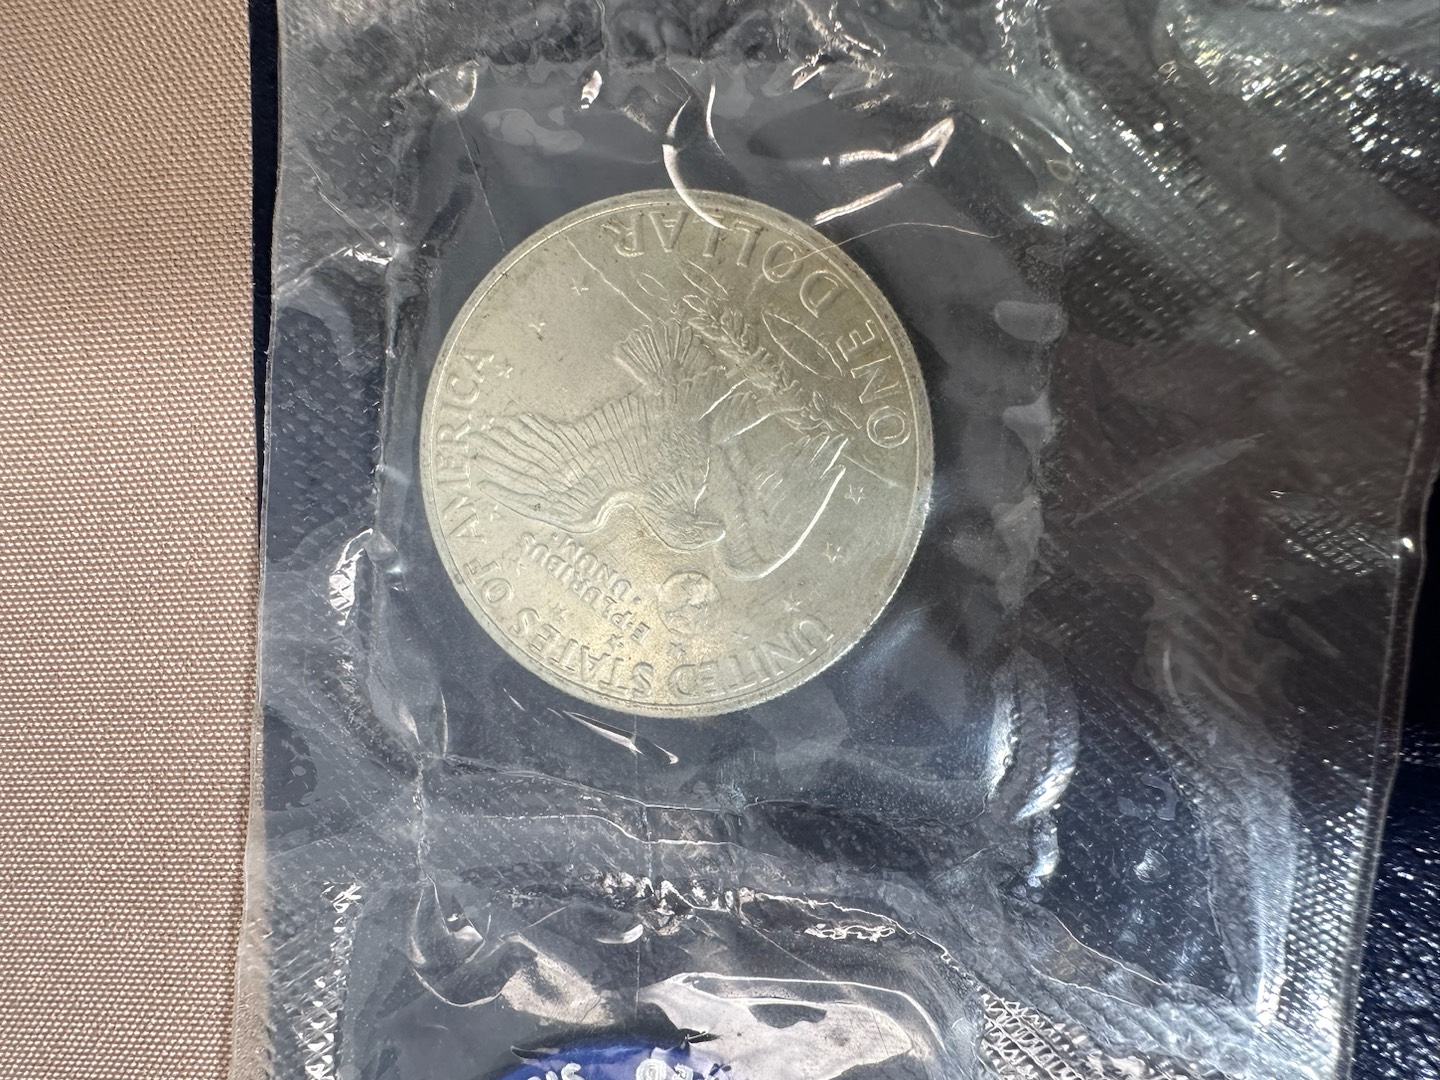 UNITED STATES OF AMERICA
E PLURIBUS
UNUM.
ONE DOLLAR